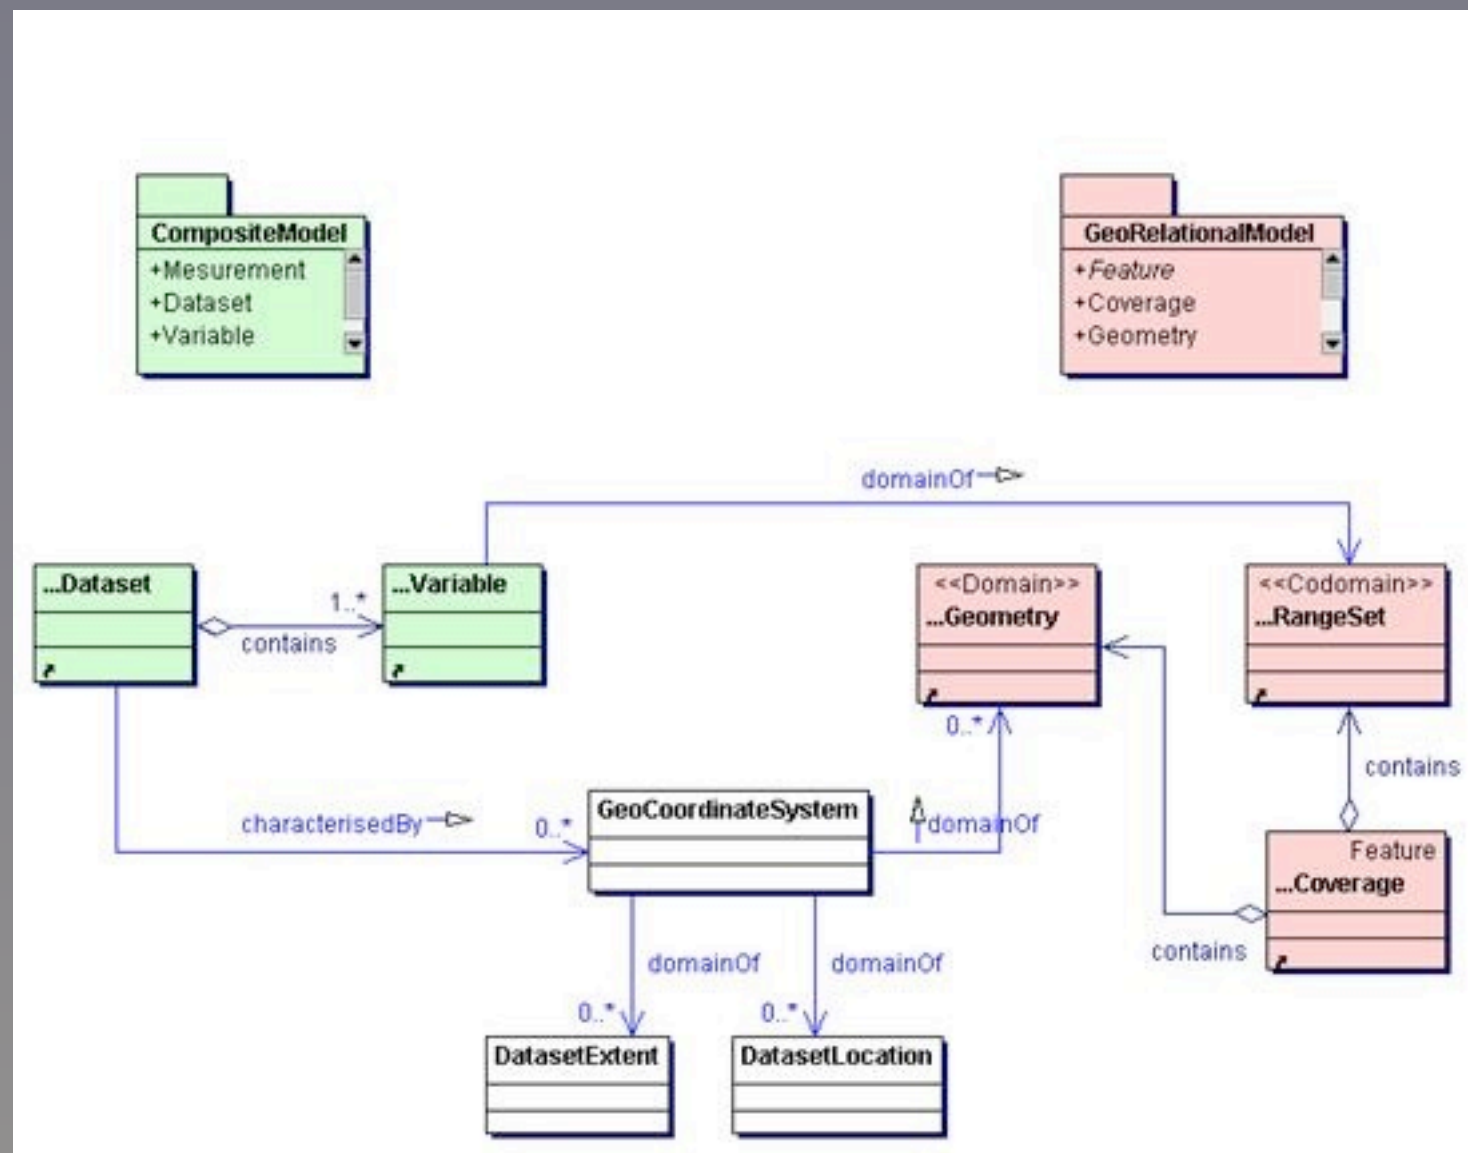 CompositeModel
+Mesurement
+Dataset
+Variable
GeoRelationalModel
+Feature
+Coverage
+Geometry
domainOf
...Dataset
1..*
contains
...Variable
<<Domain>>
...Geometry
<<Codomain>>
...RangeSet
0..*
contains
characterisedBy
0..*
GeoCoordinateSystem
domainOf
Feature
...Coverage
contains
domainOf
domainOf
0..*
0..*
DatasetExtent
DatasetLocation